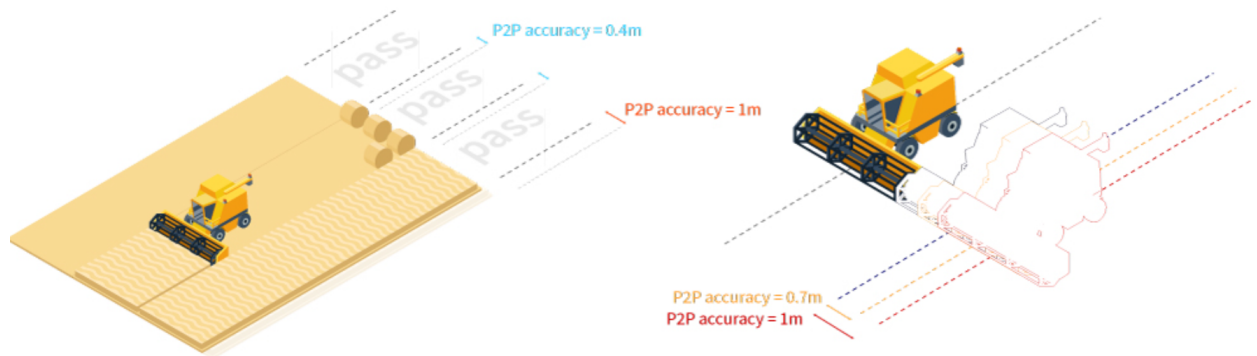 P2P accuracy = 0.4m
pass
pass
P2P accuracy = 1m
pass
P2P accuracy = 0.7m
P2P accuracy = 1m